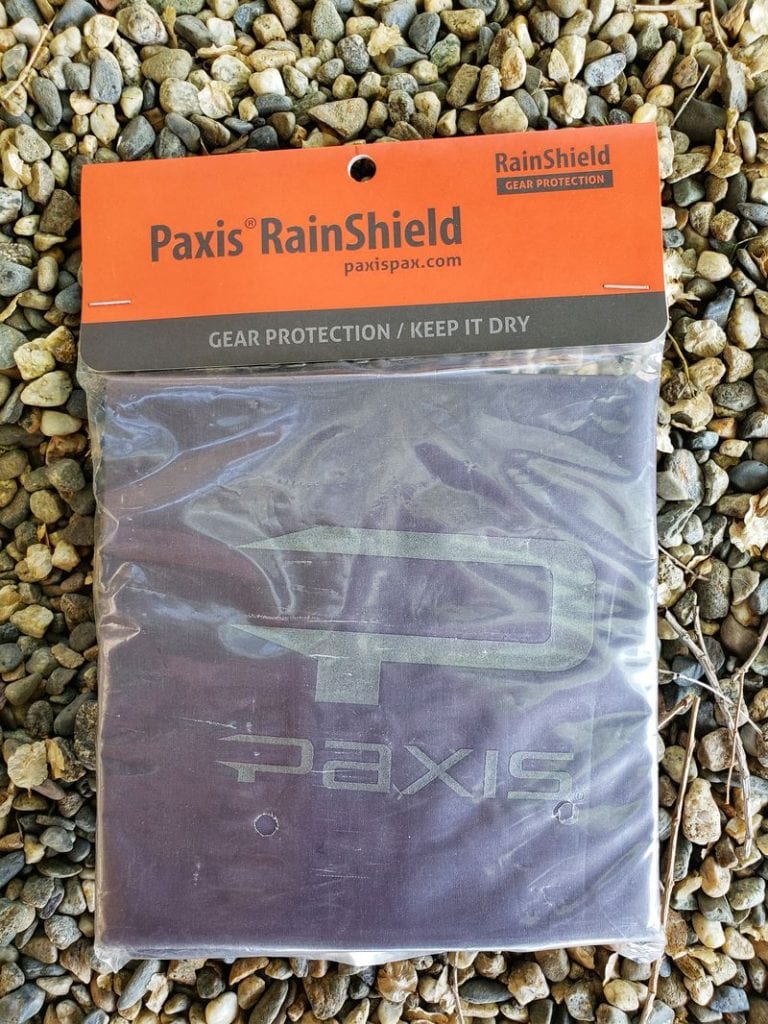 RainShield
GEAR PROTECTION
Paxis® RainShield
paxispax.com
GEAR PROTECTION / KEEP IT DRY
Paxis®